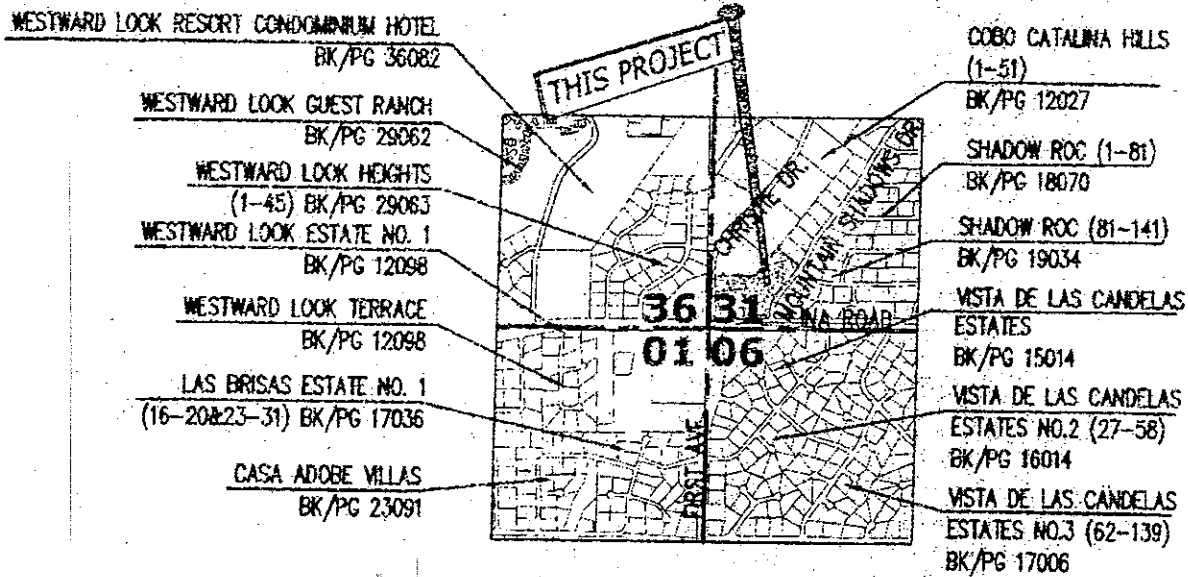 WESTWARD LOOK RESORT CONDOMINIUM HOTEL
BK/PG 36082
WESTWARD LOOK GUEST RANCH
BK/PG 29062
WESTWARD LOOK HEIGHTS
(1-45) BK/PG 29063
WESTWARD LOOK ESTATE NO. 1
BK/PG 12098
WESTWARD LOOK TERRACE
BK/PG 12098
LAS BRISAS ESTATE NO. 1
(16-20&23-31) BK/PG 17036
CASA ADOBE VILLAS
BK/PG 23091
THIS PROJECT
CHRISTIE DR.
MOUNTAIN SHADOWS DR.
36 31
INA ROAD
01 06
FIRST AVE.
COBO CATALINA HILLS
(1-51)
BK/PG 12027
SHADOW ROC (1-81)
BK/PG 18070
SHADOW ROC (81-141)
BK/PG 19034
VISTA DE LAS CANDELAS
ESTATES
BK/PG 15014
VISTA DE LAS CANDELAS
ESTATES NO.2 (27-58)
BK/PG 16014
VISTA DE LAS CANDELAS
ESTATES NO.3 (62-139)
BK/PG 17006